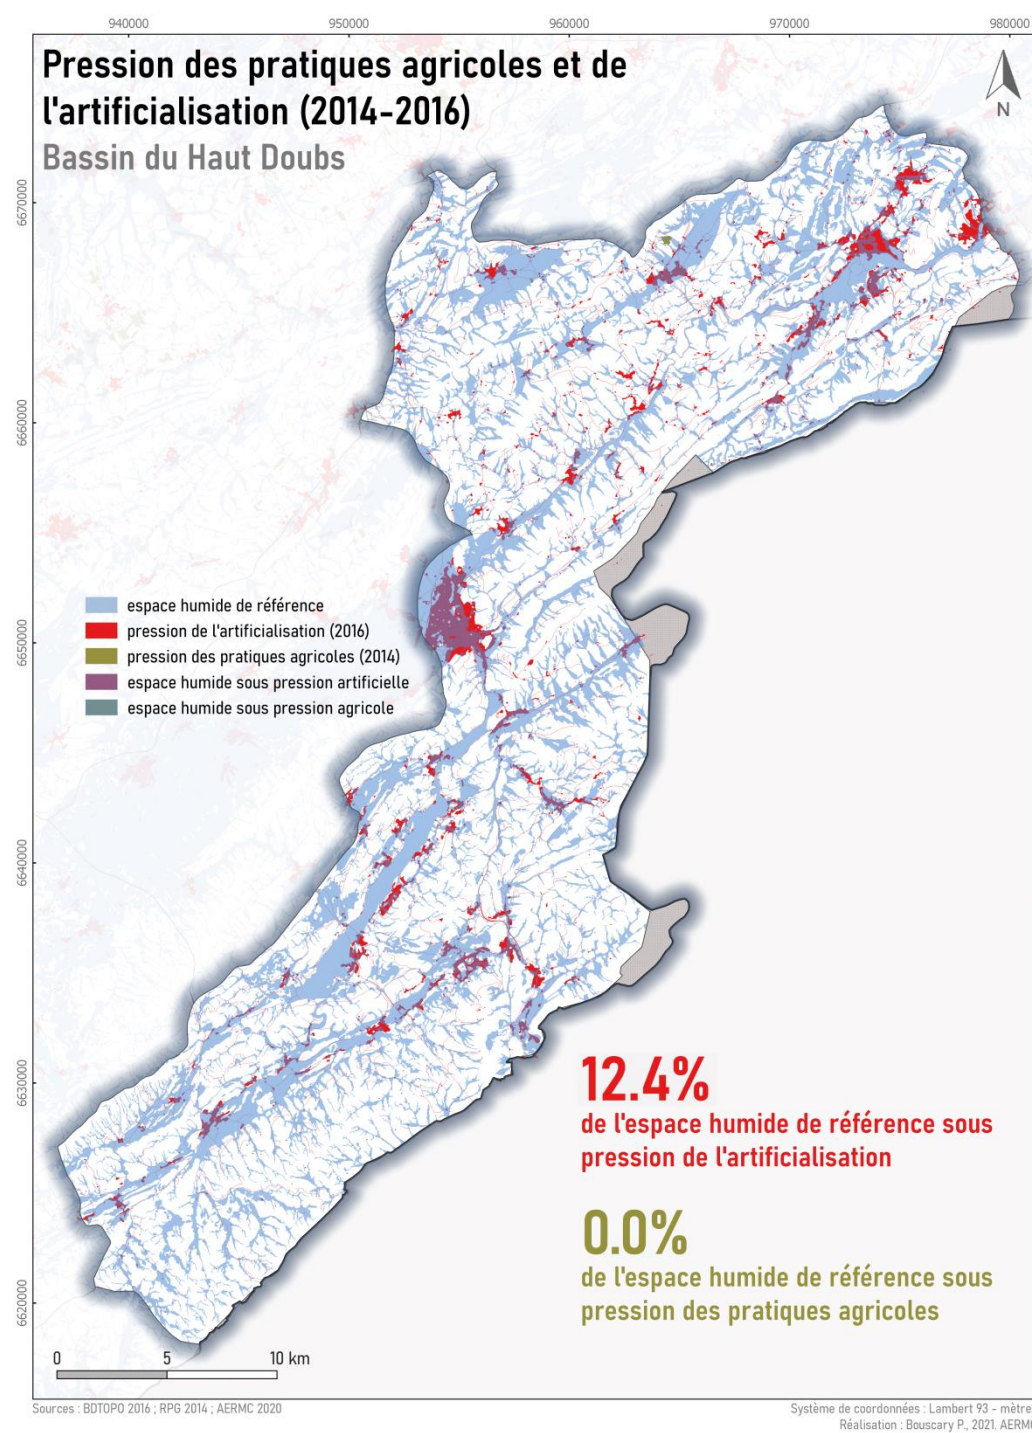 940000
950000
960000
970000
980000
Pression des pratiques agricoles et de
l'artificialisation (2014-2016)
Bassin du Haut Doubs
N
6670000
6660000
6650000
6640000
6630000
6620000
espace humide de référence
pression de l'artificialisation (2016)
pression des pratiques agricoles (2014)
espace humide sous pression artificielle
espace humide sous pression agricole
12.4%
de l'espace humide de référence sous
pression de l'artificialisation
0.0%
de l'espace humide de référence sous
pression des pratiques agricoles
0 5 10 km
Sources : BDTOPO 2016 ; RPG 2014 ; AERMC 2020
Système de coordonnées : Lambert 93 - mètre
Réalisation : Bouscary P., 2021. AERMC